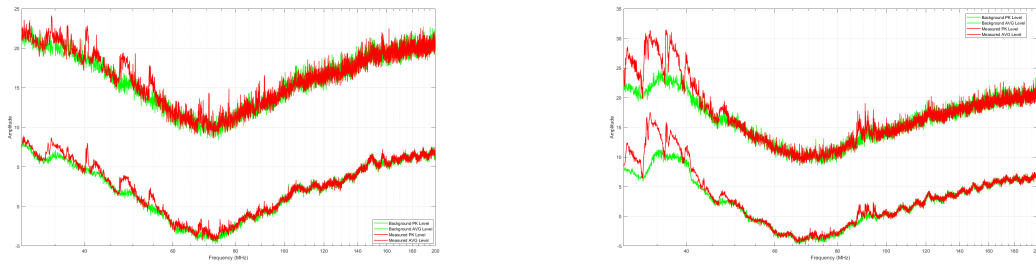 25
20
15
10
5
0
-5
Amplitude
40
60
80
100
120
140
160
180
200
Frequency (MHz)
Background PK Level
Background AVG Level
Measured PK Level
Measured AVG Level
35
30
25
20
15
10
5
0
-5
Amplitude
40
60
80
100
120
140
160
180
Frequency (MHz)
Background PK Level
Background AVG Level
Measured PK Level
Measured AVG Level